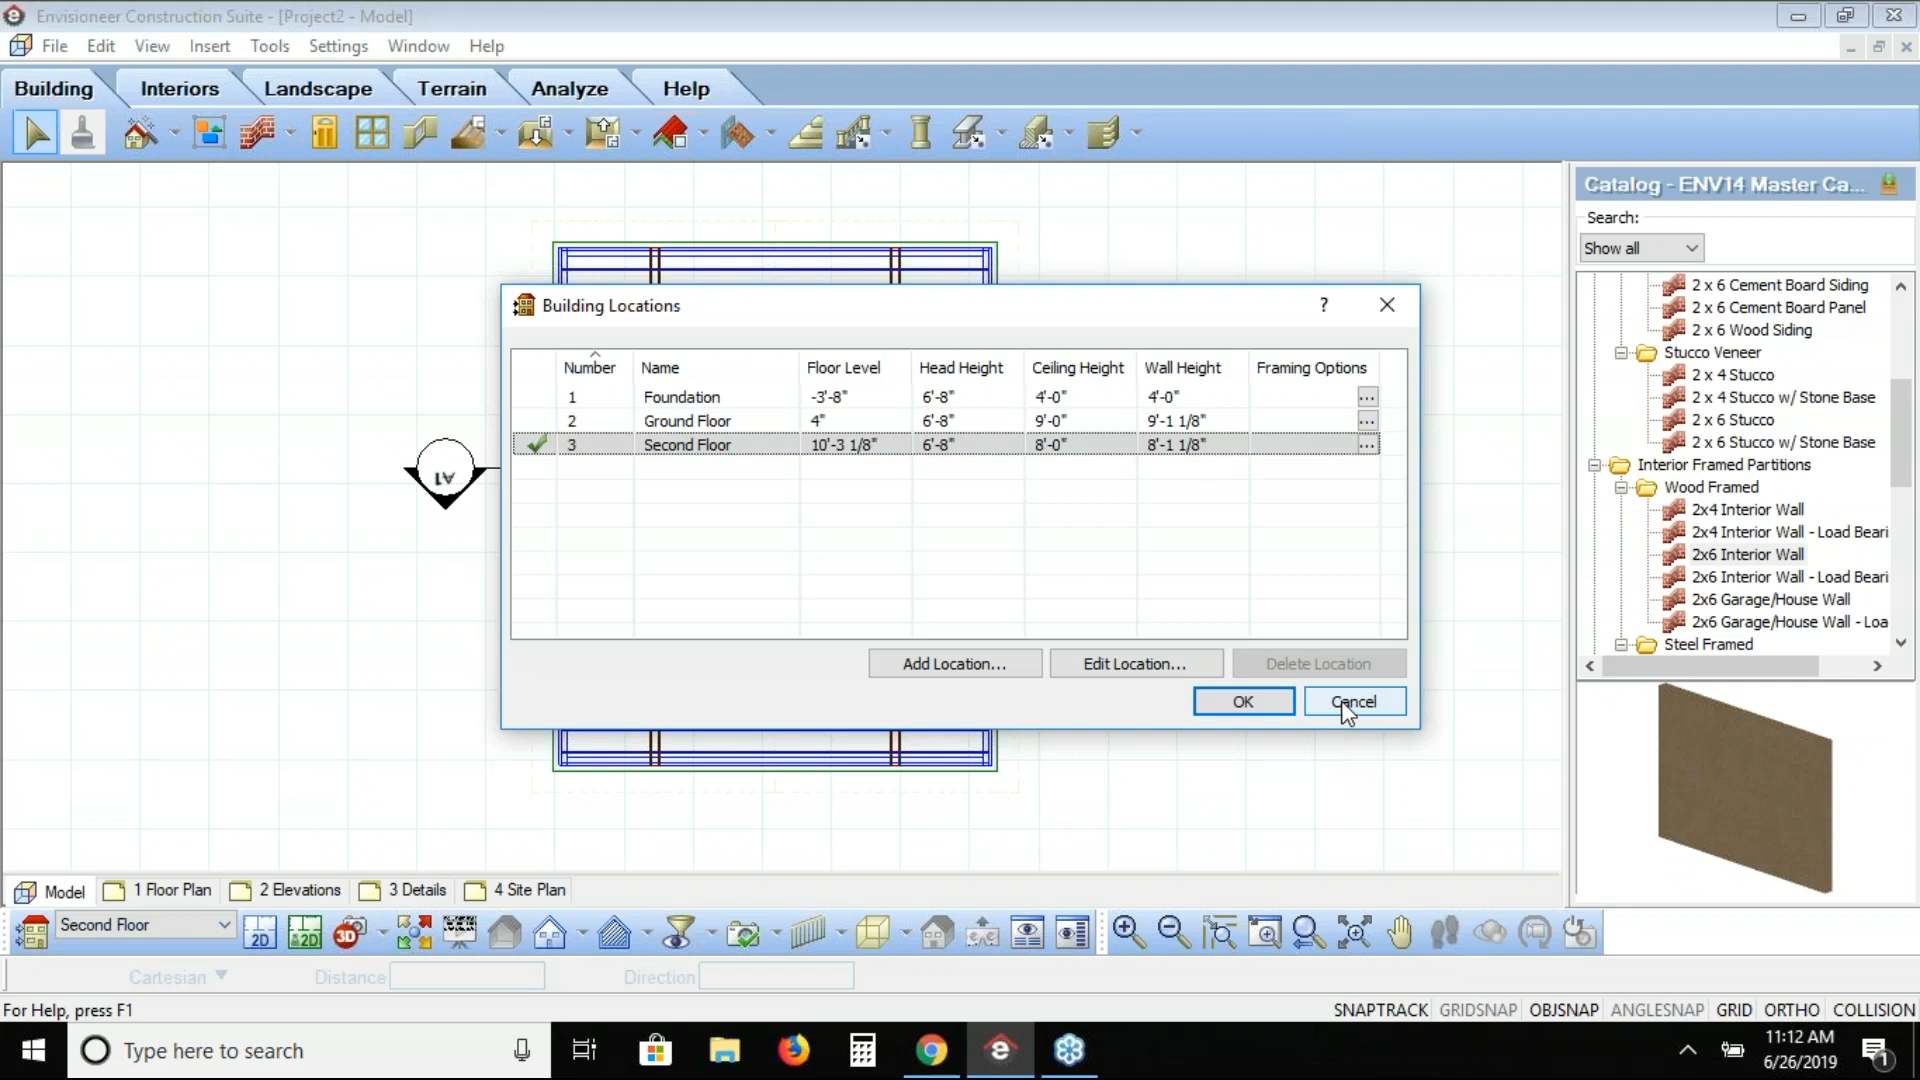 Envisioneer Construction Suite - [Project2 - Model]
File Edit View Insert Tools Settings Window Help
Building Interiors Landscape Terrain Analyze Help
Catalog - ENV14 Master Ca...
Search:
Show all
2 x 6 Cement Board Siding
2 x 6 Cement Board Panel
2 x 6 Wood Siding
Stucco Veneer
2 x 4 Stucco
2 x 4 Stucco w/ Stone Base
2 x 6 Stucco
2 x 6 Stucco w/ Stone Base
Interior Framed Partitions
Wood Framed
2x4 Interior Wall
2x4 Interior Wall - Load Beari
2x6 Interior Wall
2x6 Interior Wall - Load Beari
2x6 Garage/House Wall
2x6 Garage/House Wall - Loa
Steel Framed
A1
Building Locations
?
Number Name Floor Level Head Height Ceiling Height Wall Height Framing Options
1 Foundation -3'-8" 6'-8" 4'-0" 4'-0" ...
2 Ground Floor 4" 6'-8" 9'-0" 9'-1 1/8" ...
3 Second Floor 10'-3 1/8" 6'-8" 8'-0" 8'-1 1/8" ...
Add Location... Edit Location... Delete Location
OK Cancel
Model 1 Floor Plan 2 Elevations 3 Details 4 Site Plan
Second Floor 2D 2D 3D
Cartesian Distance Direction
For Help, press F1 SNAPTRACK GRIDSNAP OBJSNAP ANGLESNAP GRID ORTHO COLLISION
Type here to search
11:12 AM
6/26/2019
1